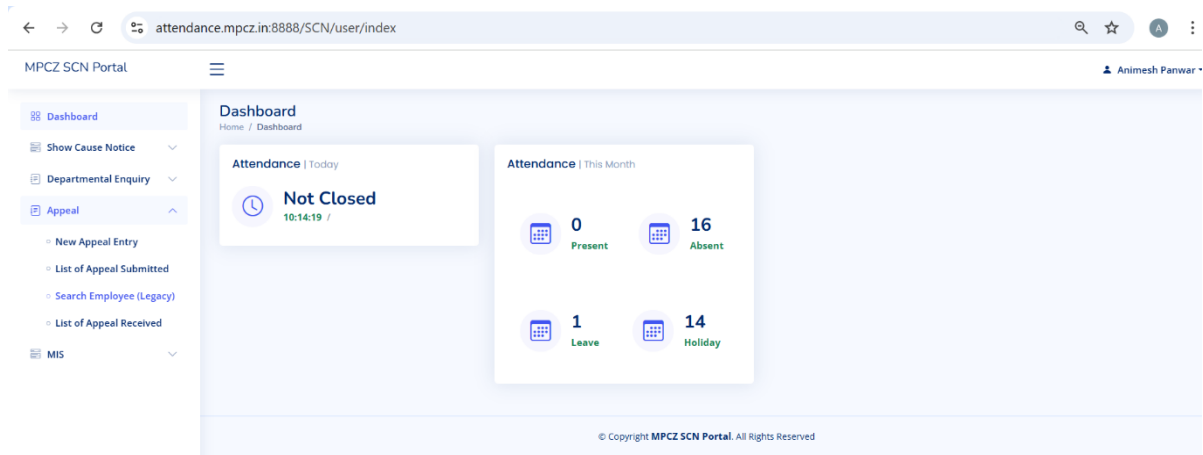 attendance.mpcz.in:8888/SCN/user/index
A
MPCZ SCN Portal
Animesh Panwar
Dashboard
Show Cause Notice
Departmental Enquiry
Appeal
New Appeal Entry
List of Appeal Submitted
Search Employee (Legacy)
List of Appeal Received
MIS
Dashboard
Home / Dashboard
Attendance | Today
Not Closed
10:14:19 /
Attendance | This Month
0
Present
16
Absent
1
Leave
14
Holiday
© Copyright MPCZ SCN Portal. All Rights Reserved